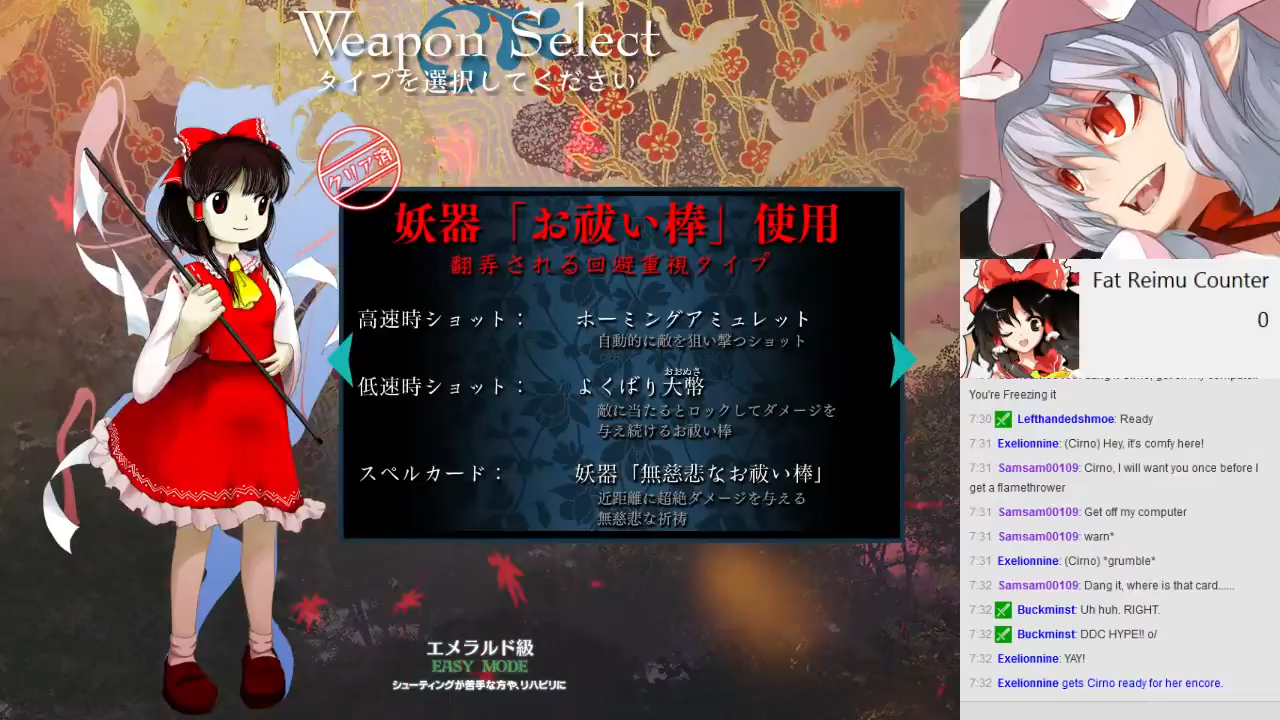 Weapon Select
タイプを選択してください
クリア済
妖器「お祓い棒」使用
翻弄される回避重視タイプ
高速時ショット： ホーミングアミュレット
自動的に敵を狙い撃つショット
おおぬさ
低速時ショット： よくばり大幣
敵に当たるとロックしてダメージを
与え続けるお祓い棒
スペルカード： 妖器「無慈悲なお祓い棒」
近距離に超絶ダメージを与える
無慈悲な祈祷
エメラルド級
EASY MODE
シューティングが苦手な方や、リハビリに
Fat Reimu Counter
0
You're Freezing it
7:30 Lefthandedshmoe: Ready
7:31 Exelionnine: (Cirno) Hey, it's comfy here!
7:31 Samsam00109: Cirno, I will want you once before I
get a flamethrower
7:31 Samsam00109: Get off my computer
7:31 Samsam00109: warn*
7:31 Exelionnine: (Cirno) *grumble*
7:32 Samsam00109: Dang it, where is that card......
7:32 Buckminst: Uh huh. RIGHT.
7:32 Buckminst: DDC HYPE!! o/
7:32 Exelionnine: YAY!
7:32 Exelionnine gets Cirno ready for her encore.